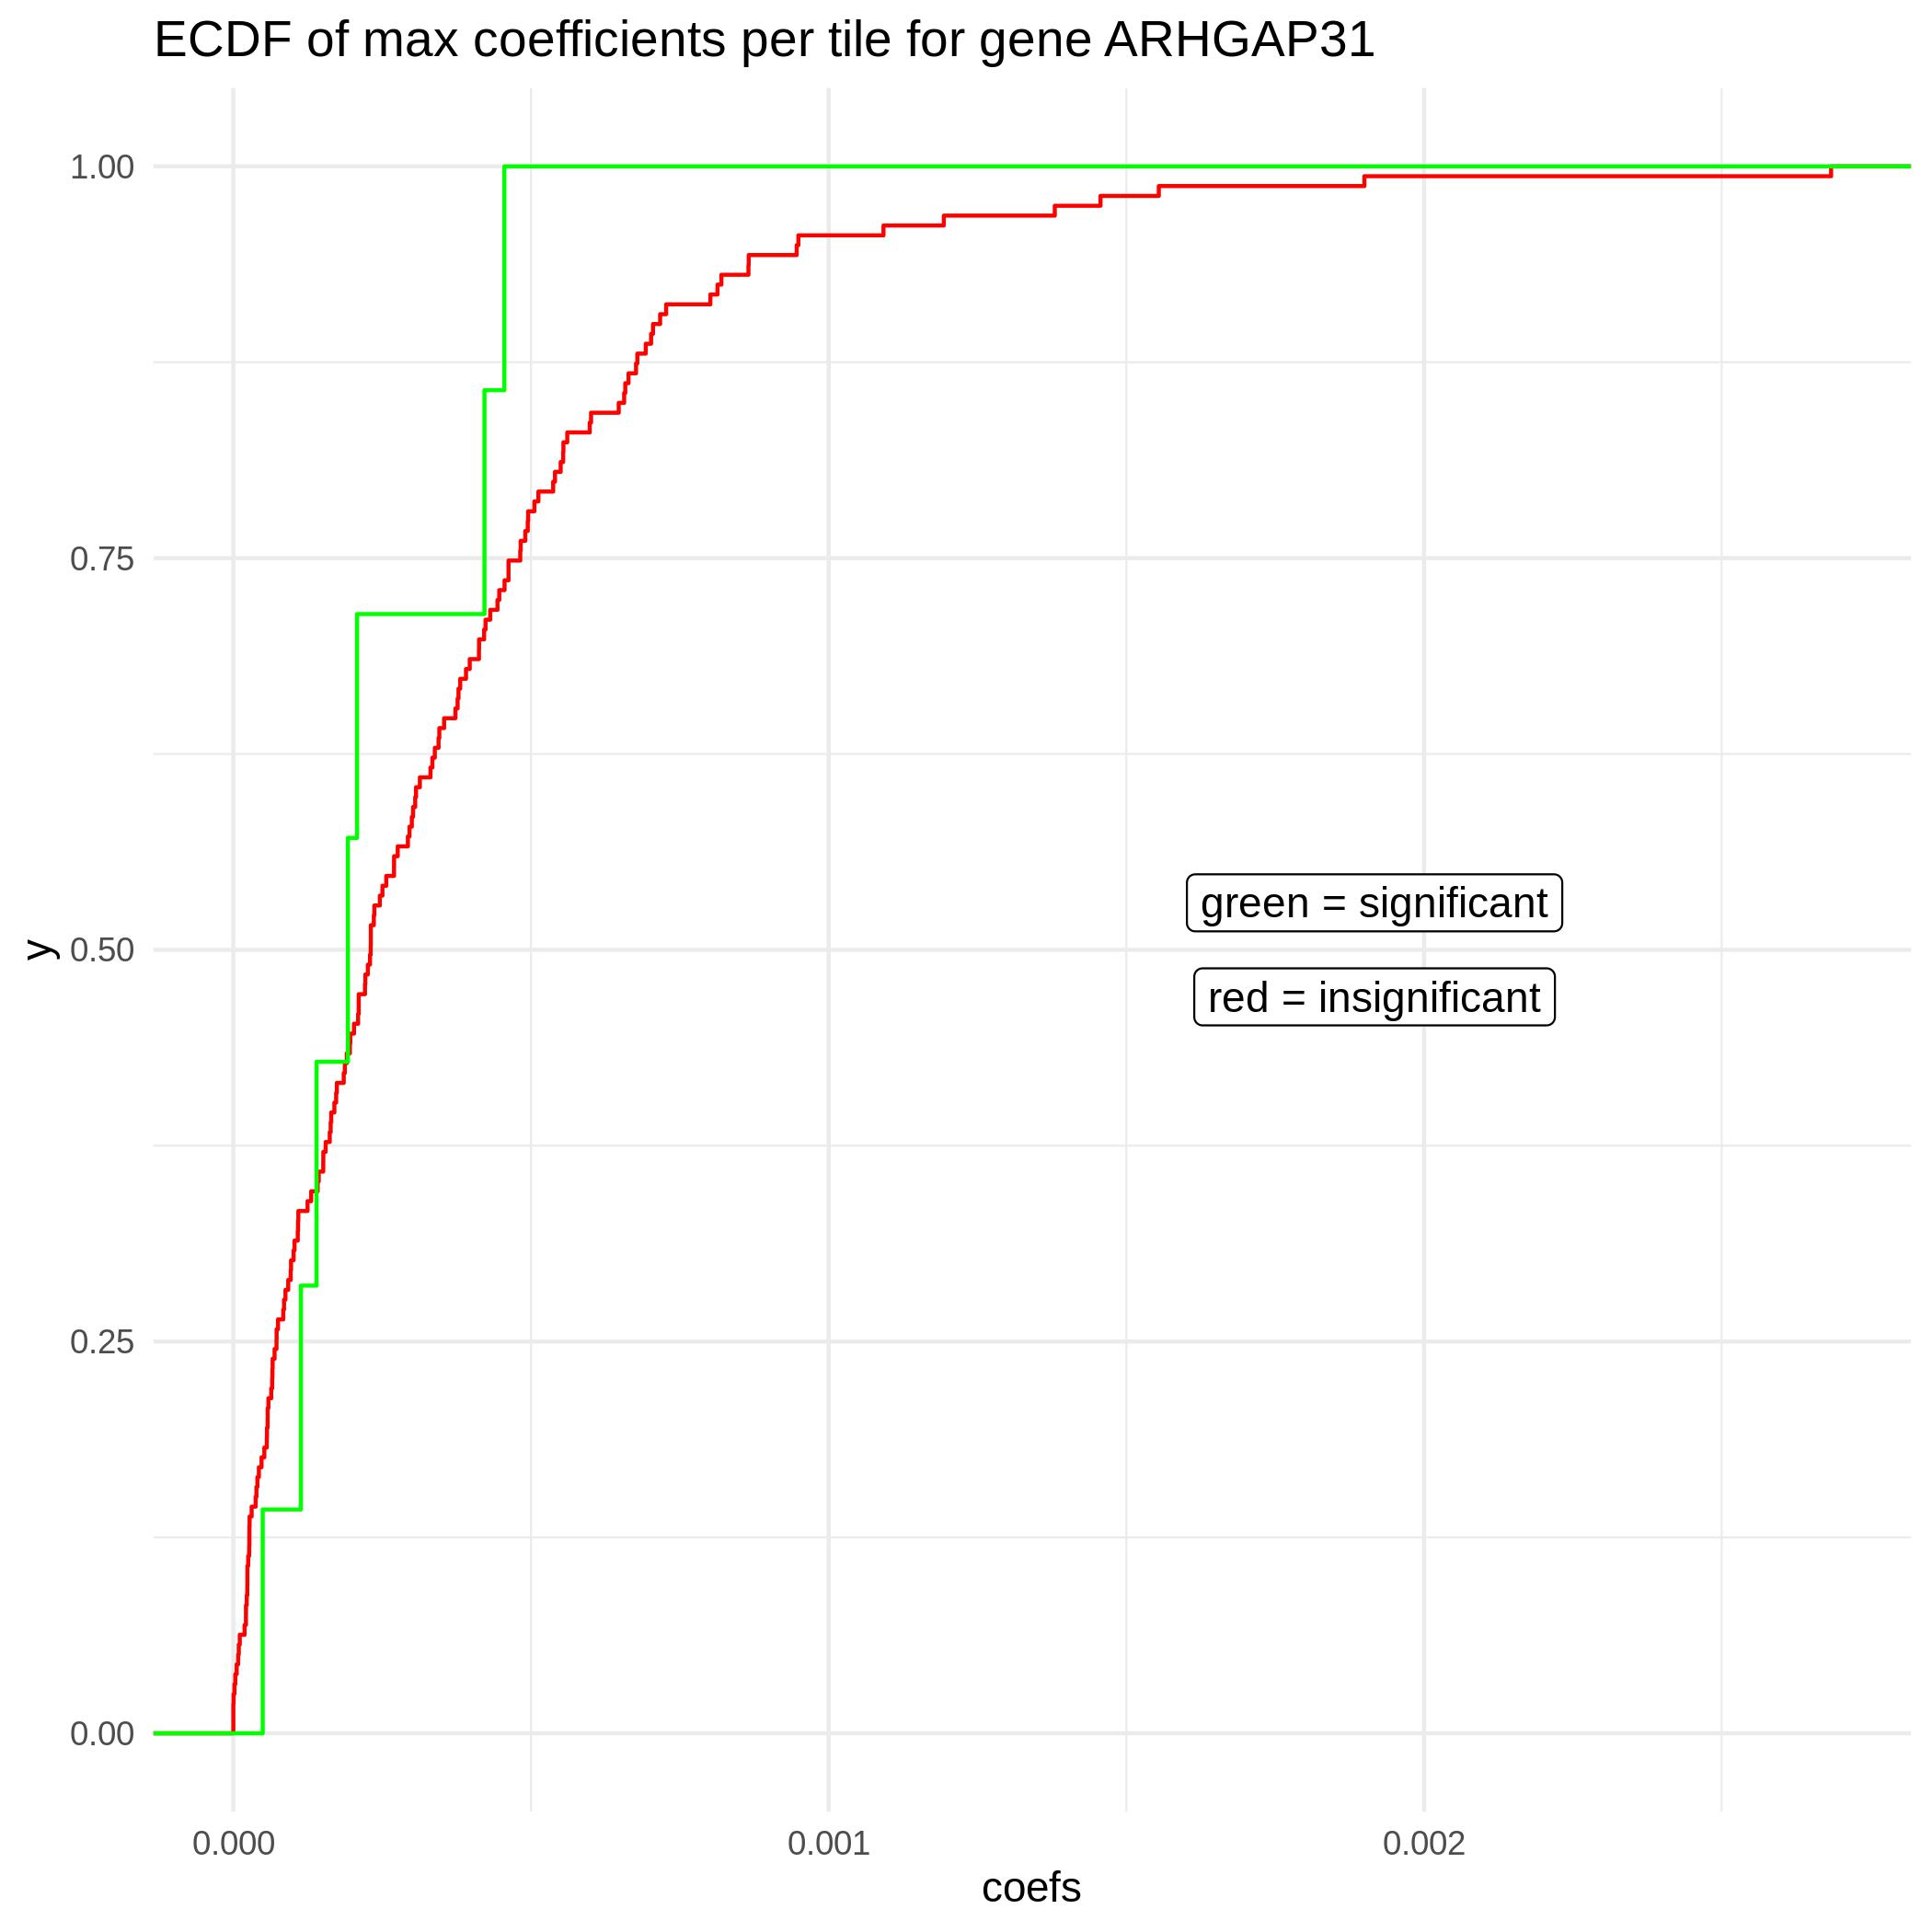 ECDF of max coefficients per tile for gene ARHGAP31
1.00
0.75
0.50
0.25
0.00
y
green = significant
red = insignificant
0.000 0.001 0.002
coefs